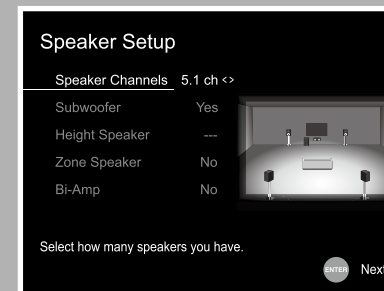 Speaker Setup
Speaker Channels 5.1 ch <>
Subwoofer Yes
Height Speaker ---
Zone Speaker No
Bi-Amp No
Select how many speakers you have.
ENTER Next